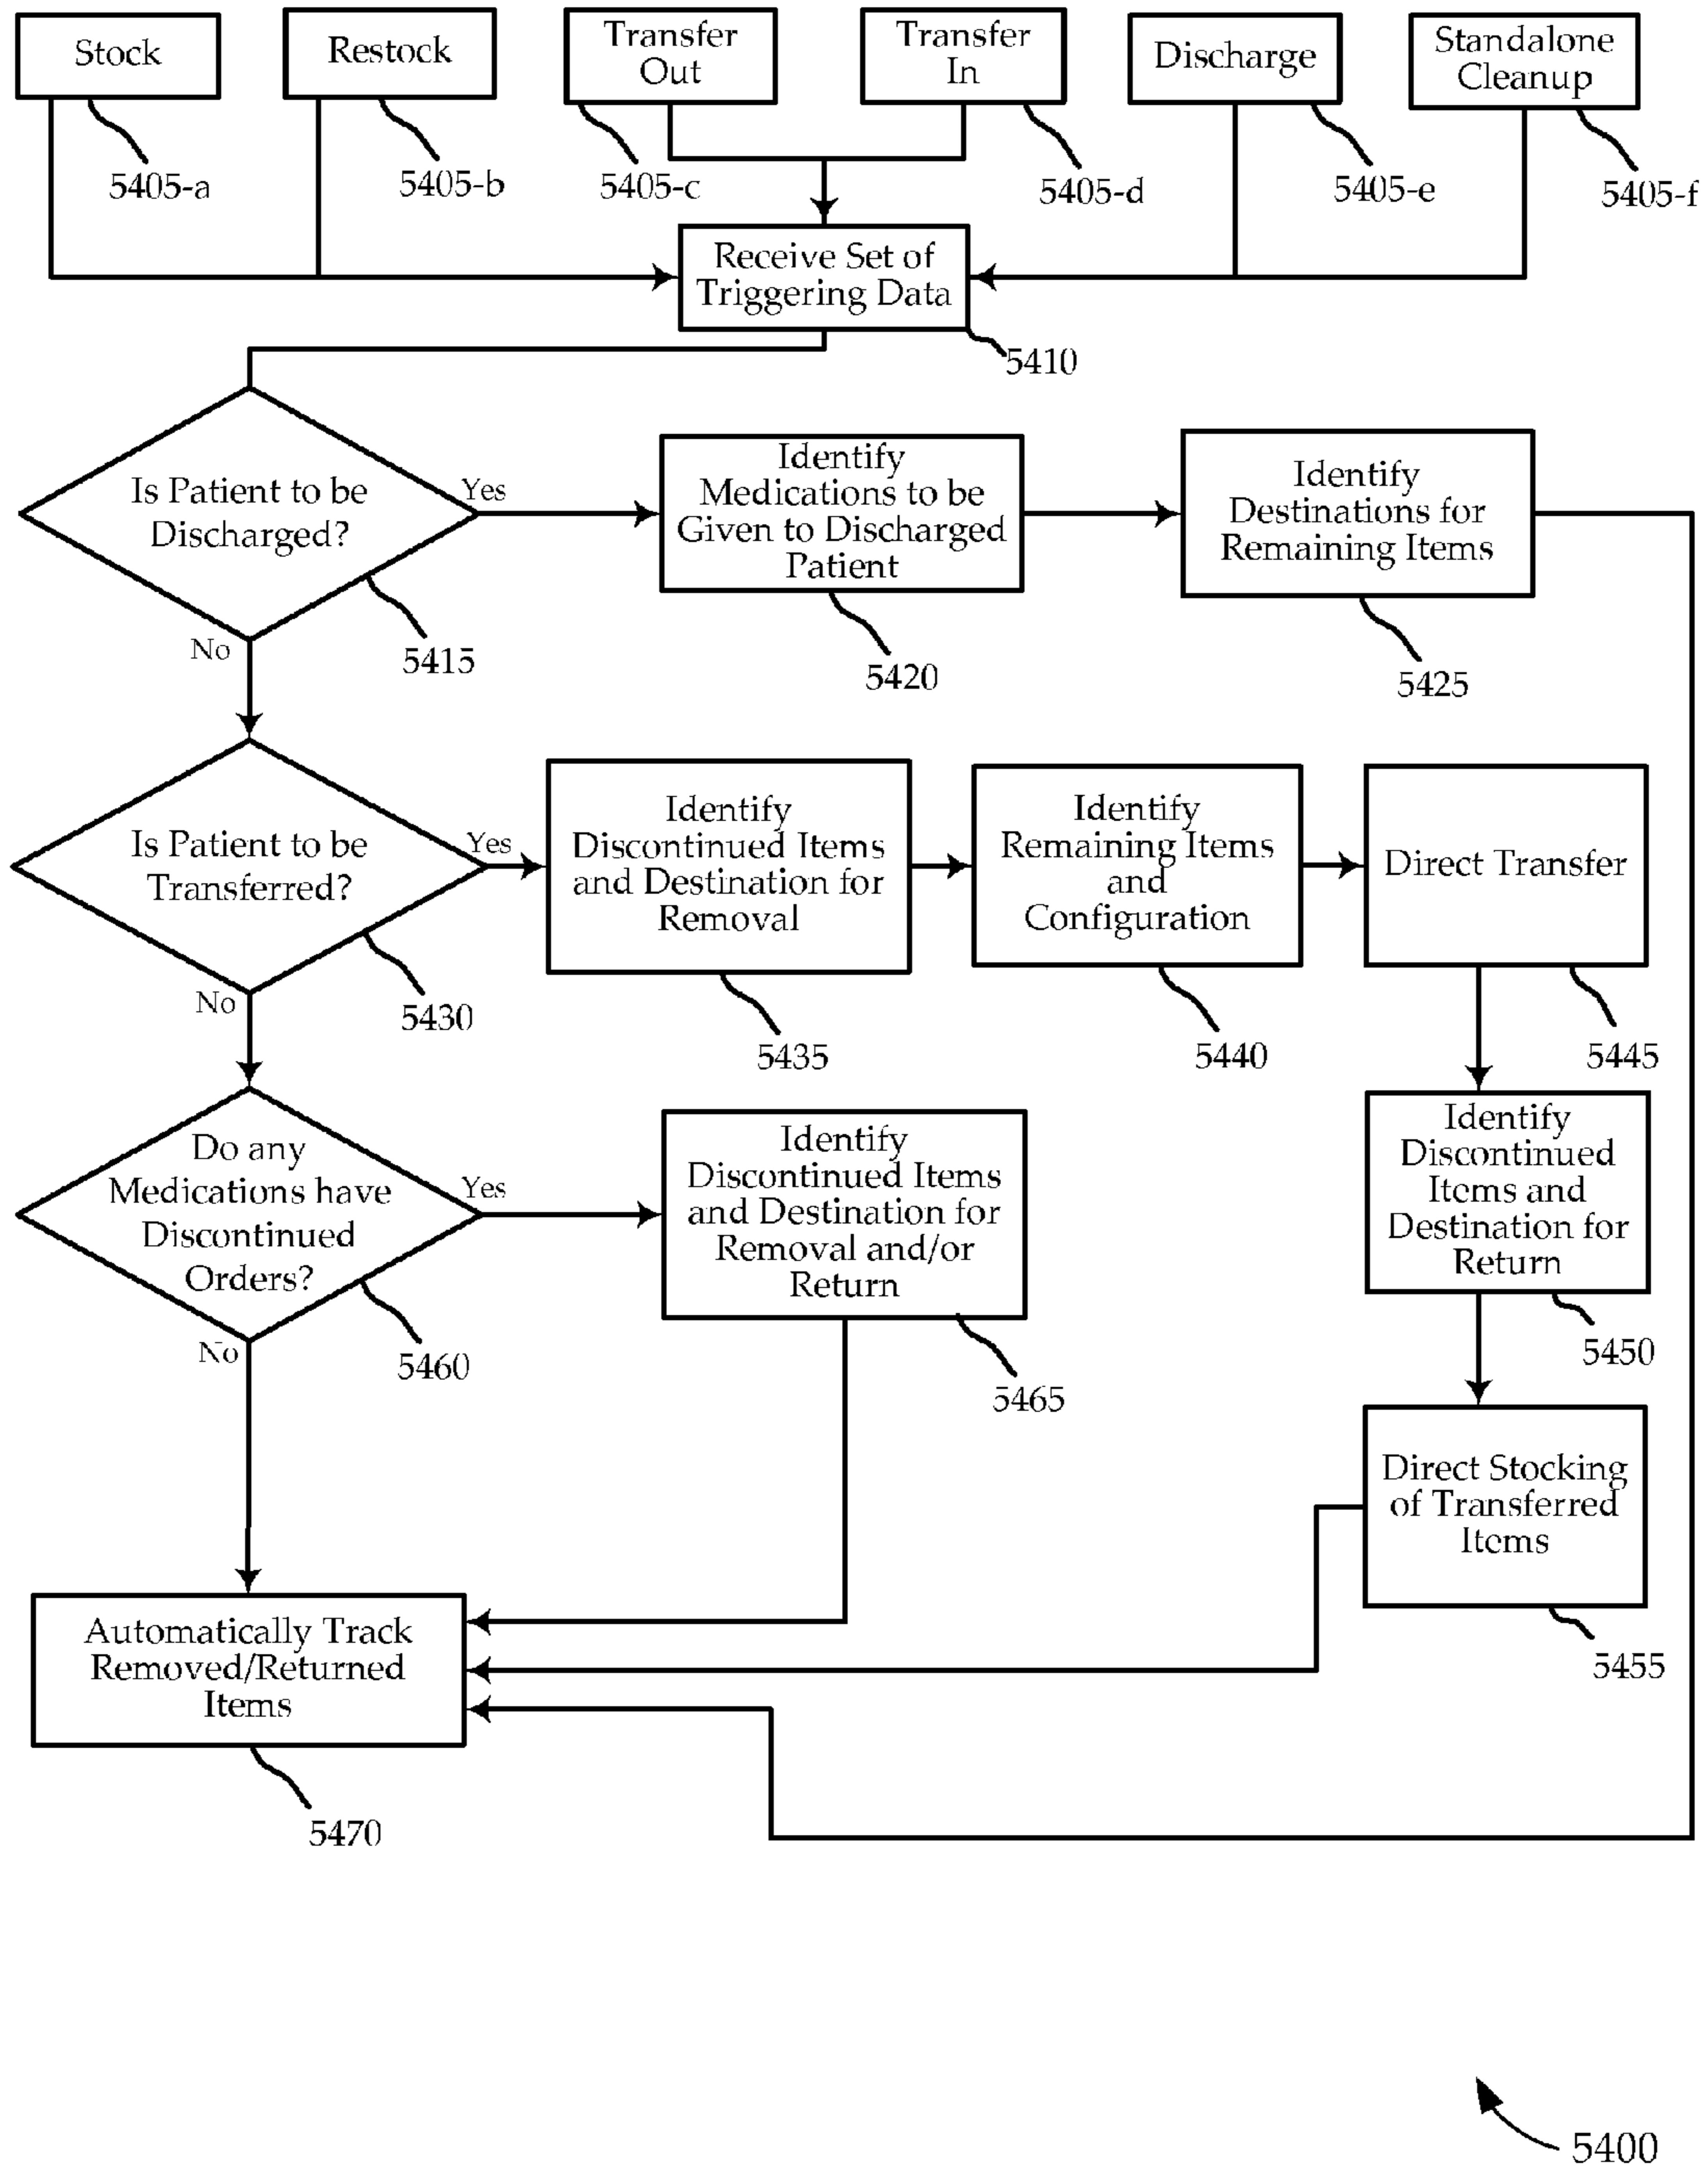 Stock
Restock
Transfer
Out
Transfer
In
Discharge
Standalone
Cleanup
5405-a
5405-b
5405-c
5405-d
5405-e
5405-f
Receive Set of
Triggering Data
5410
Is Patient to be
Discharged?
Yes
No
5415
Identify
Medications to be
Given to Discharged
Patient
5420
Identify
Destinations for
Remaining Items
5425
Is Patient to be
Transferred?
Yes
No
5430
Identify
Discontinued Items
and Destination for
Removal
5435
Identify
Remaining Items
and
Configuration
5440
Direct Transfer
5445
Do any
Medications have
Discontinued
Orders?
Yes
No
5460
Identify
Discontinued Items
and Destination for
Removal and/or
Return
5465
Identify
Discontinued
Items and
Destination for
Return
5450
Direct Stocking
of Transferred
Items
5455
Automatically Track
Removed/Returned
Items
5470
5400